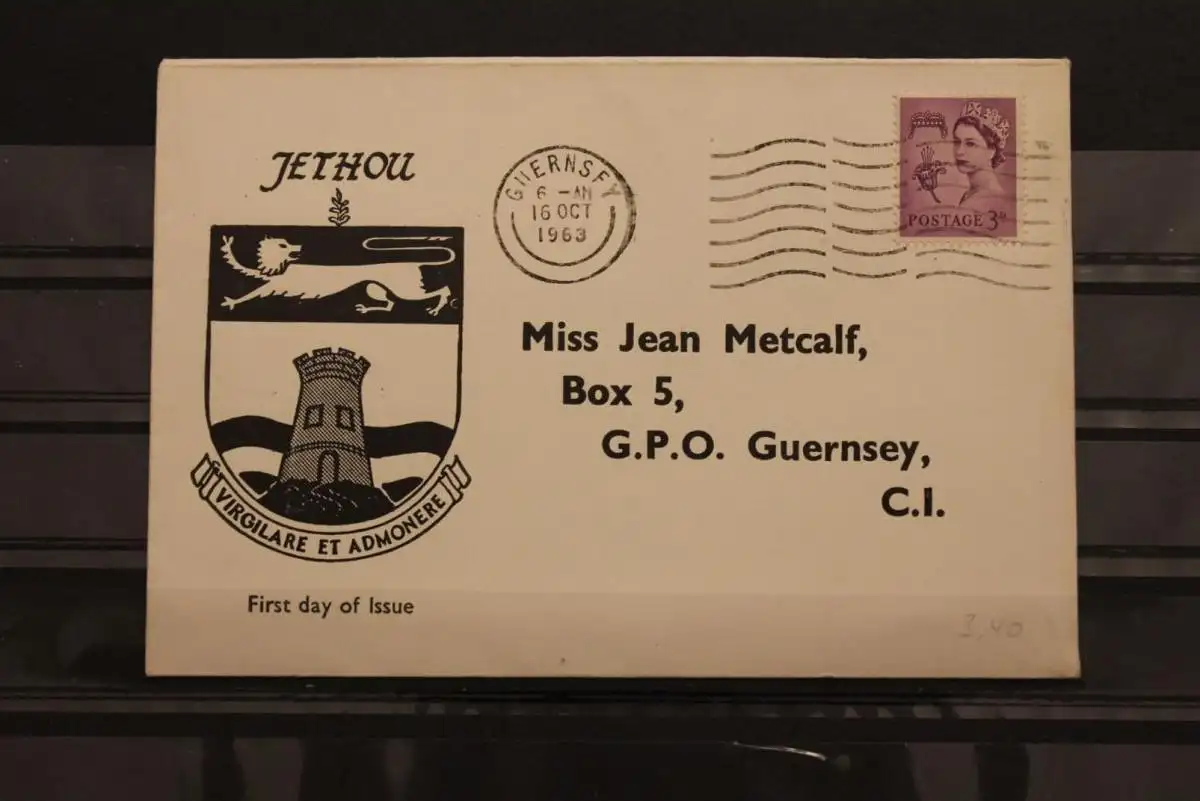 JETHOU
GUERNSEY
6 - AM
16 OCT
1963
POSTAGE 3D
Miss Jean Metcalf,
Box 5,
G.P.O. Guernsey,
C.I.
VIRGILARE ET ADMONERE
First day of Issue
3,40